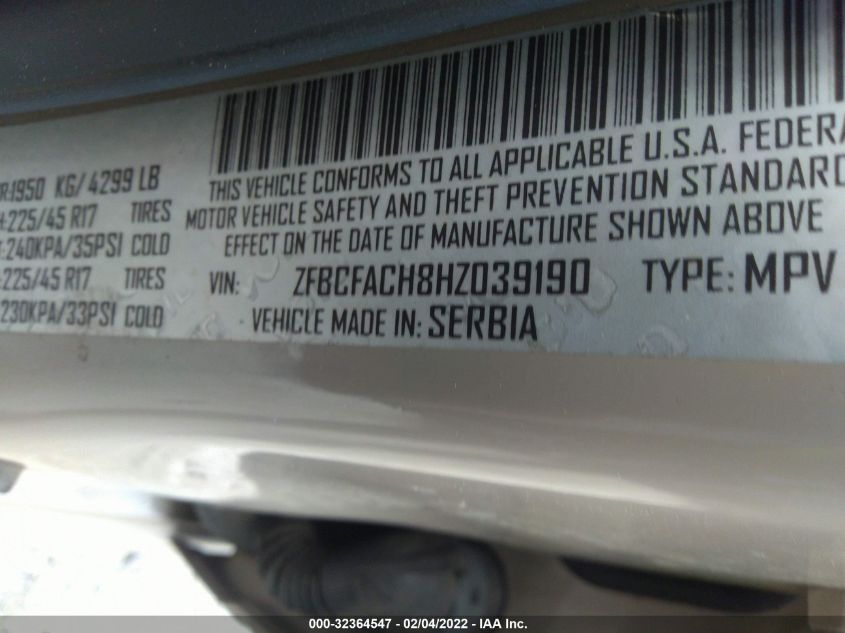 R:1950 KG/4299 LB
:225/45 R17 TIRES
:240KPA/35PSI COLD
:225/45 R17 TIRES
230KPA/33PSI COLD
THIS VEHICLE CONFORMS TO ALL APPLICABLE U.S.A. FEDERA
MOTOR VEHICLE SAFETY AND THEFT PREVENTION STANDARD
EFFECT ON THE DATE OF MANUFACTURE SHOWN ABOVE
VIN: ZFBCFACH8HZ039190 TYPE: MPV
VEHICLE MADE IN: SERBIA
000-32364547 - 02/04/2022 - IAA Inc.